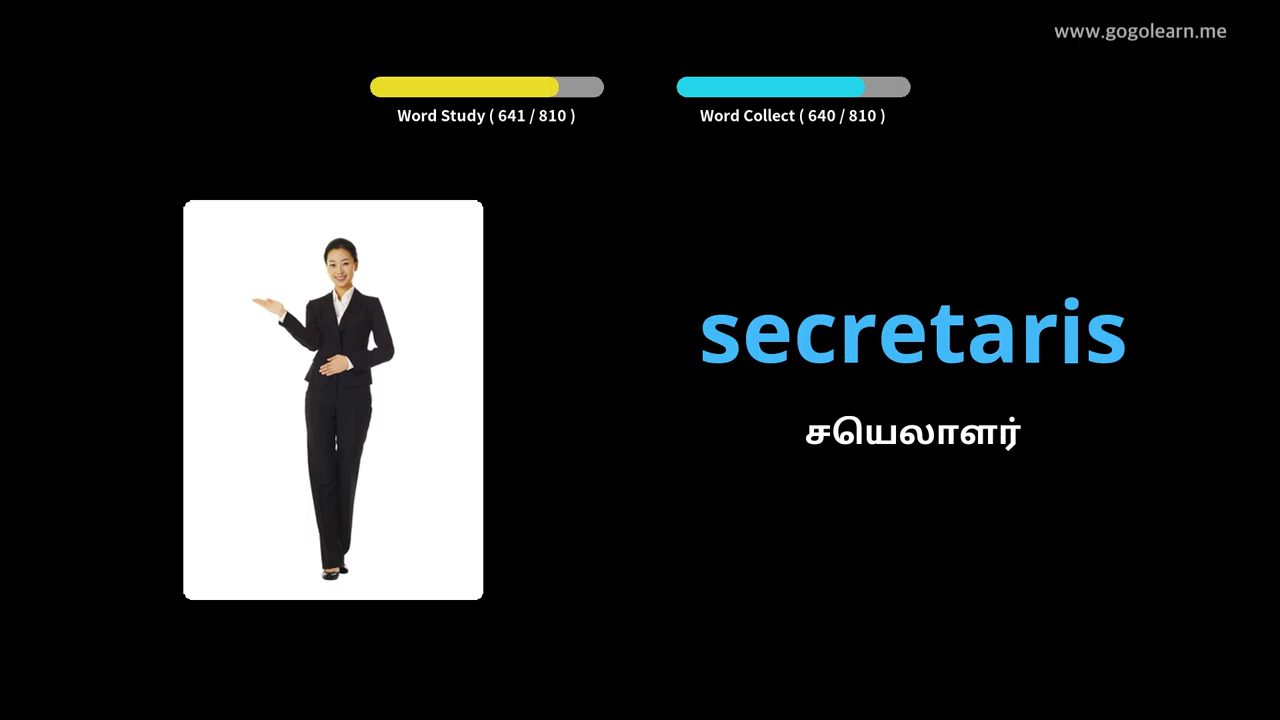 www.gogolearn.me
Word Study ( 641 / 810 )
Word Collect ( 640 / 810 )
secretaris
சயெலாளர்